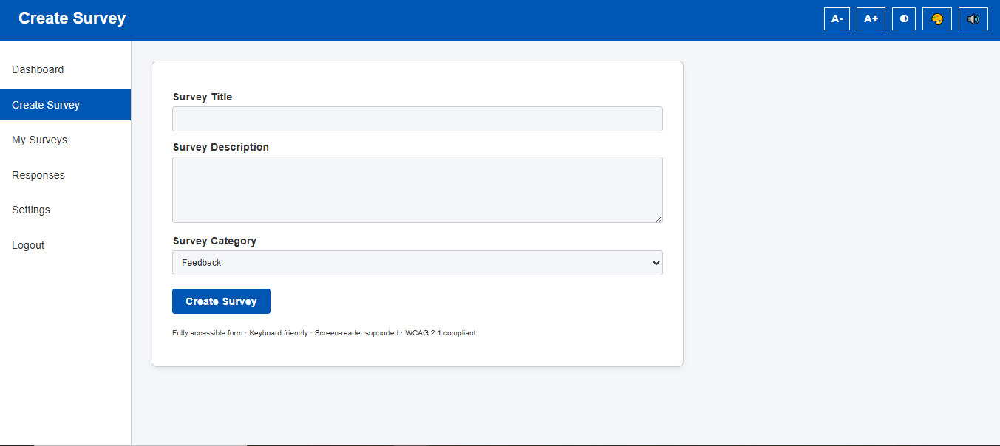 Create Survey
A-
A+
Dashboard
Create Survey
My Surveys
Responses
Settings
Logout
Survey Title
Survey Description
Survey Category
Feedback
Create Survey
Fully accessible form · Keyboard friendly · Screen-reader supported · WCAG 2.1 compliant